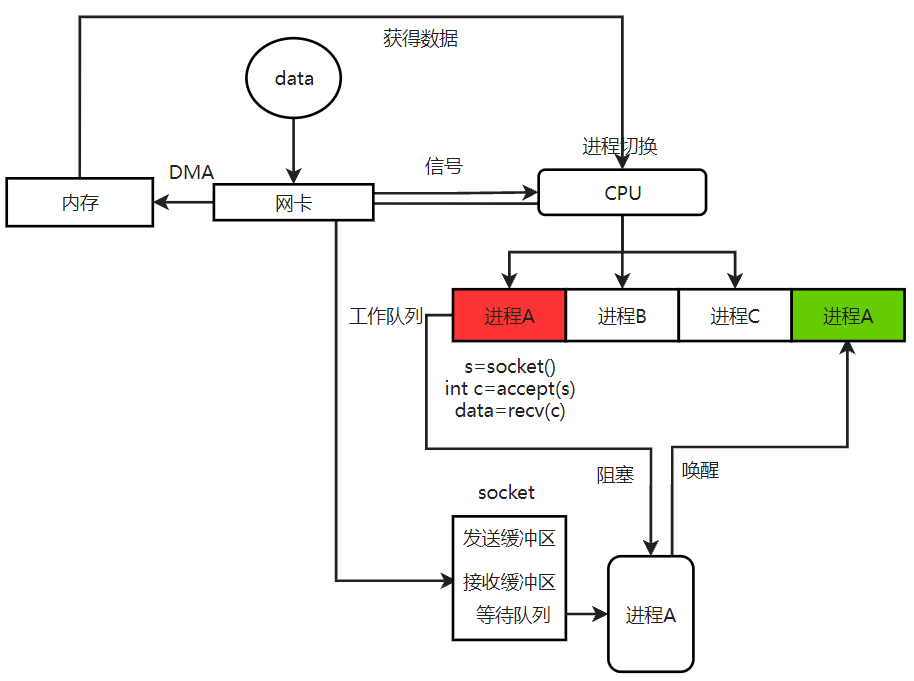 获得数据
data
进程切换
信号
DMA
内存
网卡
CPU
工作队列
进程A
进程B
进程C
进程A
s=socket()
int c=accept(s)
data=recv(c)
阻塞
唤醒
socket
发送缓冲区
接收缓冲区
等待队列
进程A